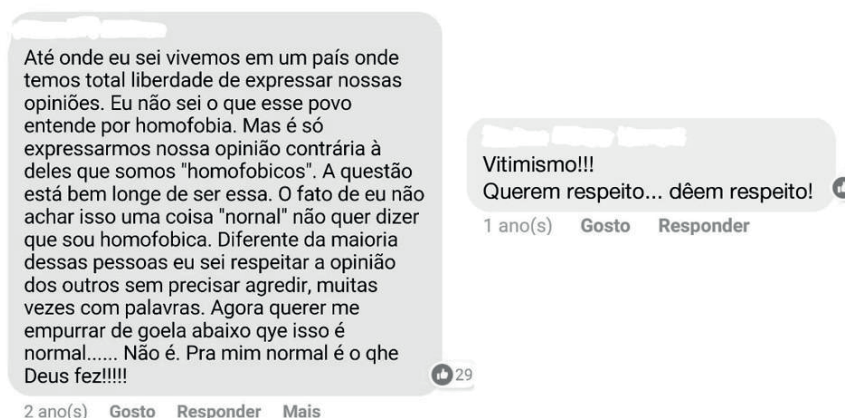 Até onde eu sei vivemos em um país onde
temos total liberdade de expressar nossas
opiniões. Eu não sei o que esse povo
entende por homofobia. Mas é só
expressarmos nossa opinião contrária à
deles que somos "homofobicos". A questão
está bem longe de ser essa. O fato de eu não
achar isso uma coisa "nornal" não quer dizer
que sou homofobica. Diferente da maioria
dessas pessoas eu sei respeitar a opinião
dos outros sem precisar agredir, muitas
vezes com palavras. Agora querer me
empurrar de goela abaixo qye isso é
normal...... Não é. Pra mim normal é o qhe
Deus fez!!!!!
29
2 ano(s) Gosto Responder Mais
Vitimismo!!!
Querem respeito... dêem respeito!
1 ano(s) Gosto Responder